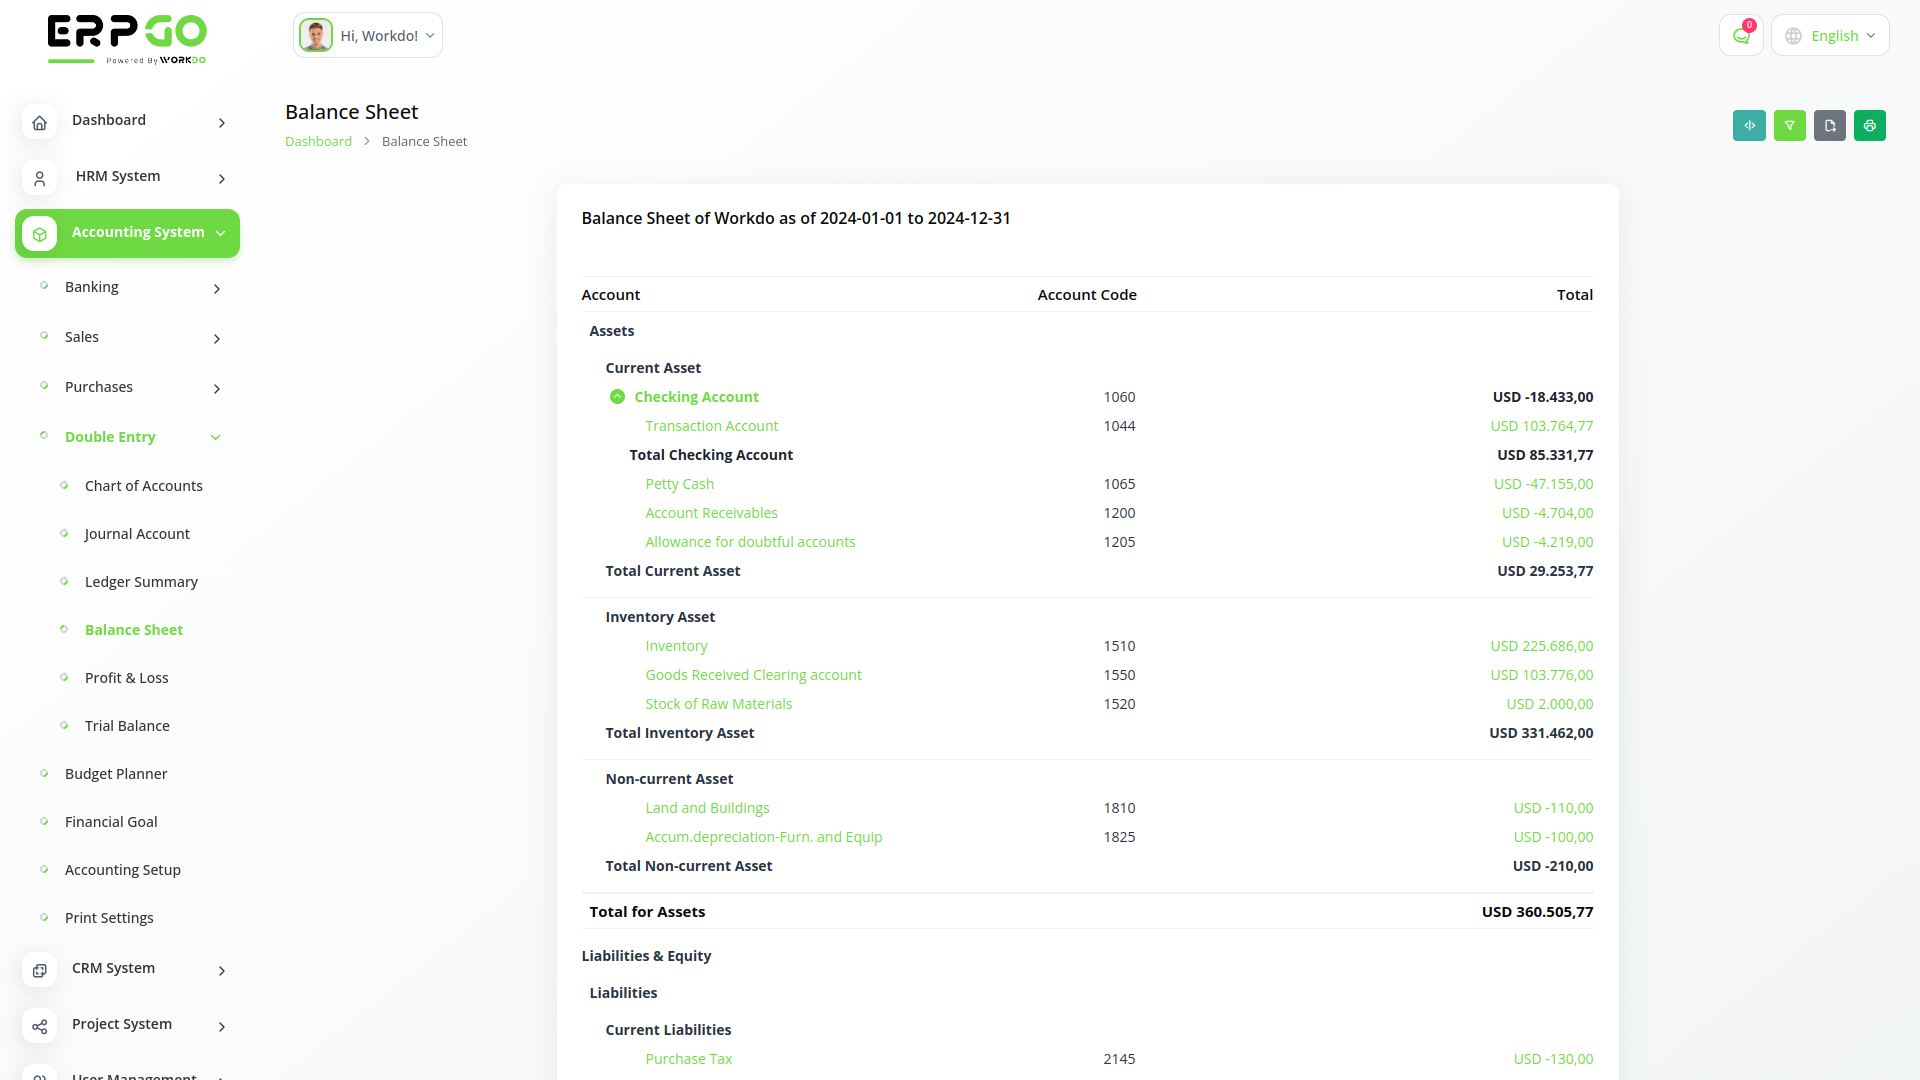 ERPGO
Powered By WORKDO
Hi, Workdo!
0
English
Dashboard
HRM System
Accounting System
Banking
Sales
Purchases
Double Entry
Chart of Accounts
Journal Account
Ledger Summary
Balance Sheet
Profit & Loss
Trial Balance
Budget Planner
Financial Goal
Accounting Setup
Print Settings
CRM System
Project System
User Management
Balance Sheet
Dashboard > Balance Sheet
Balance Sheet of Workdo as of 2024-01-01 to 2024-12-31
Account Account Code Total
Assets
Current Asset
Checking Account 1060 USD -18.433,00
Transaction Account 1044 USD 103.764,77
Total Checking Account USD 85.331,77
Petty Cash 1065 USD -47.155,00
Account Receivables 1200 USD -4.704,00
Allowance for doubtful accounts 1205 USD -4.219,00
Total Current Asset USD 29.253,77
Inventory Asset
Inventory 1510 USD 225.686,00
Goods Received Clearing account 1550 USD 103.776,00
Stock of Raw Materials 1520 USD 2.000,00
Total Inventory Asset USD 331.462,00
Non-current Asset
Land and Buildings 1810 USD -110,00
Accum.depreciation-Furn. and Equip 1825 USD -100,00
Total Non-current Asset USD -210,00
Total for Assets USD 360.505,77
Liabilities & Equity
Liabilities
Current Liabilities
Purchase Tax 2145 USD -130,00